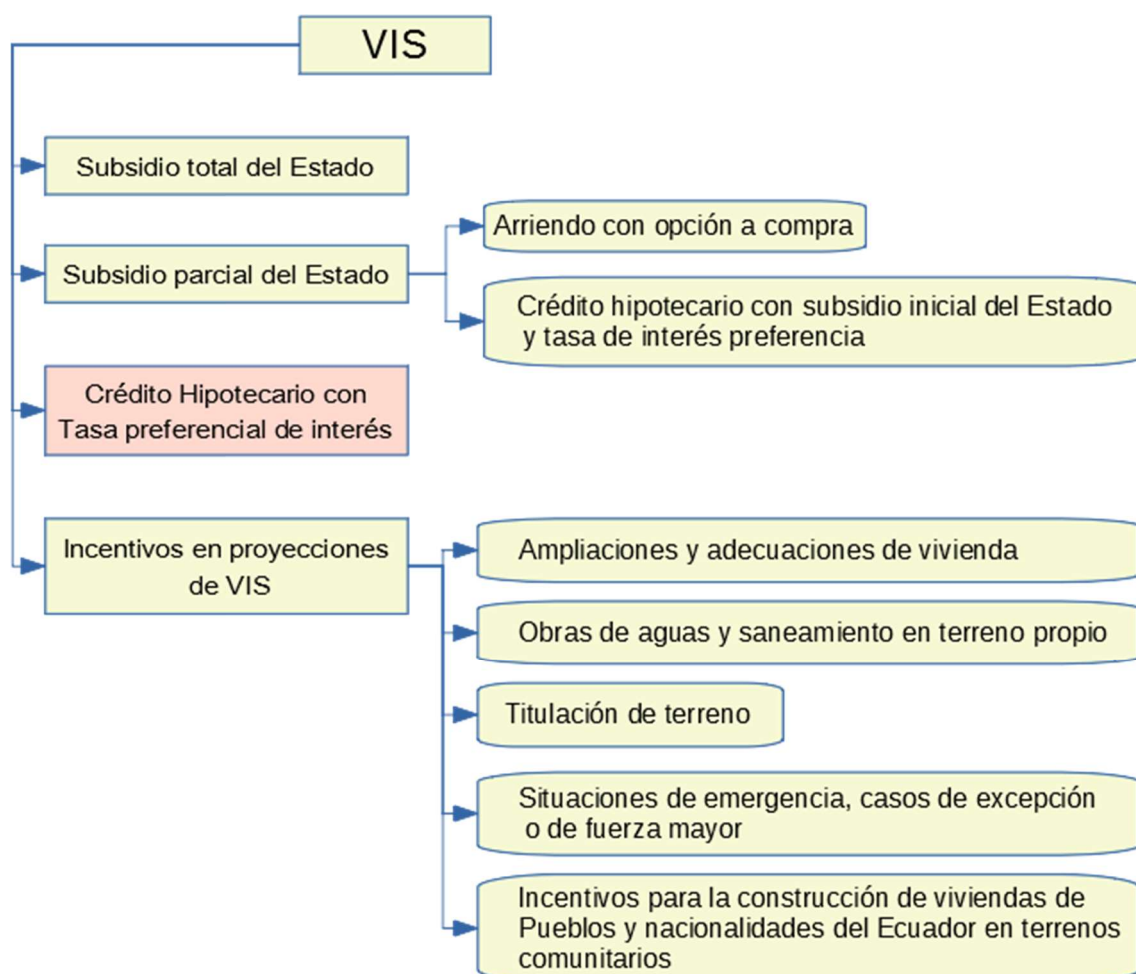 VIS
Subsidio total del Estado
Subsidio parcial del Estado
Arriendo con opción a compra
Crédito hipotecario con subsidio inicial del Estado
y tasa de interés preferencia
Crédito Hipotecario con
Tasa preferencial de interés
Incentivos en proyecciones
de VIS
Ampliaciones y adecuaciones de vivienda
Obras de aguas y saneamiento en terreno propio
Titulación de terreno
Situaciones de emergencia, casos de excepción
o de fuerza mayor
Incentivos para la construcción de viviendas de
Pueblos y nacionalidades del Ecuador en terrenos
comunitarios